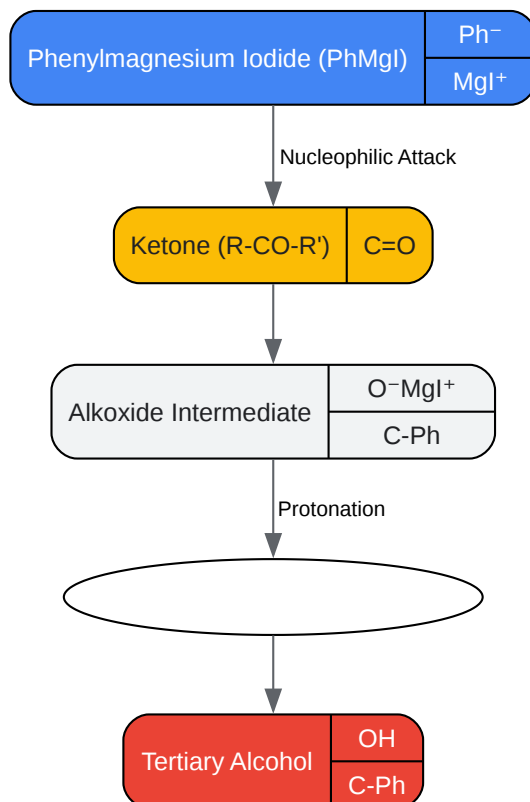 Phenylmagnesium Iodide (PhMgI)
Ph⁻
MgI⁺
Nucleophilic Attack
Ketone (R-CO-R')
C=O
Alkoxide Intermediate
O⁻MgI⁺
C-Ph
Protonation
Tertiary Alcohol
OH
C-Ph